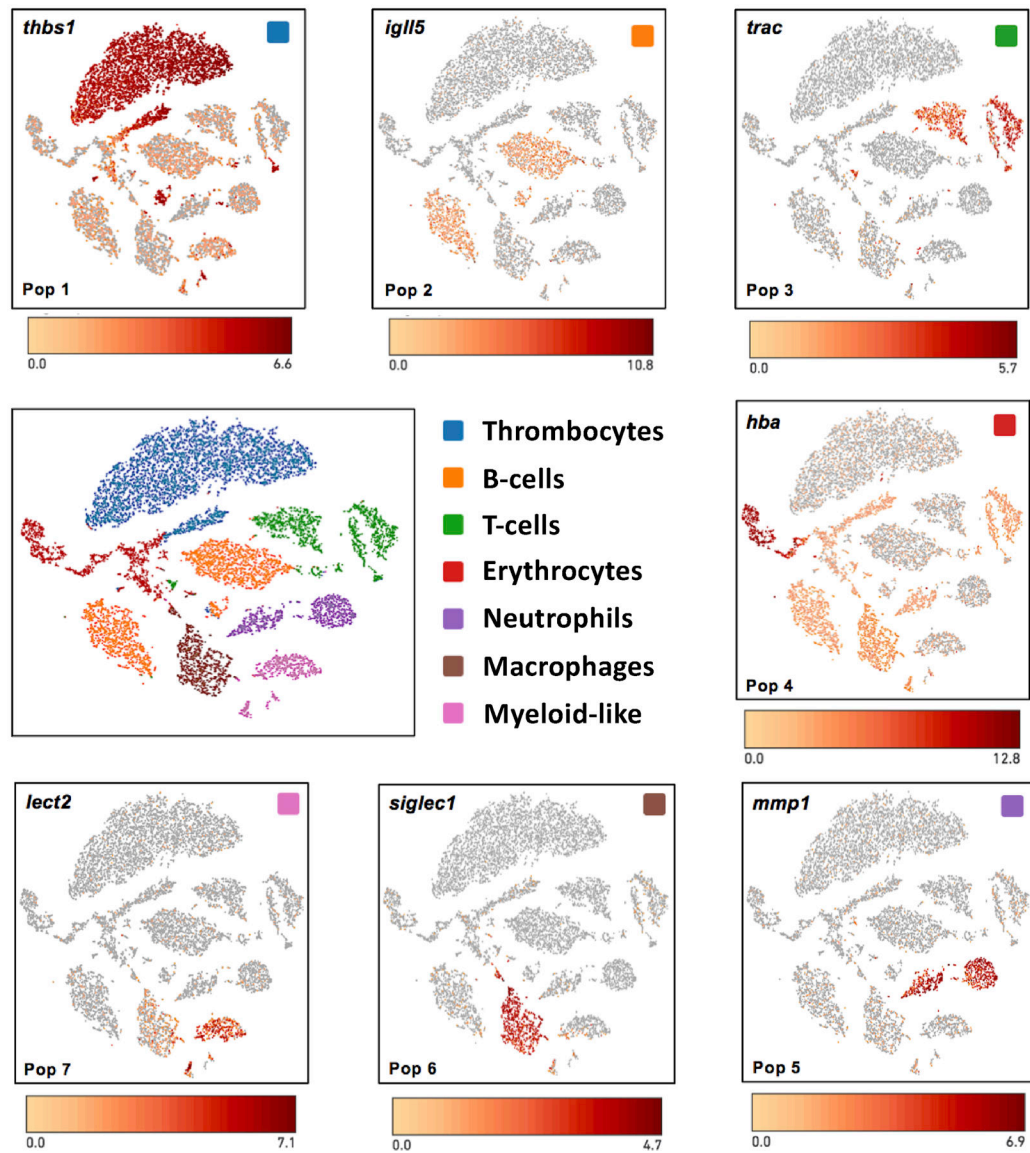 thbs1
igll5
trac
Pop 1
Pop 2
Pop 3
0.0
6.6
0.0
10.8
0.0
5.7
Thrombocytes
B-cells
T-cells
Erythrocytes
Neutrophils
Macrophages
Myeloid-like
hba
Pop 4
0.0
12.8
lect2
siglec1
mmp1
Pop 7
Pop 6
Pop 5
0.0
7.1
0.0
4.7
0.0
6.9